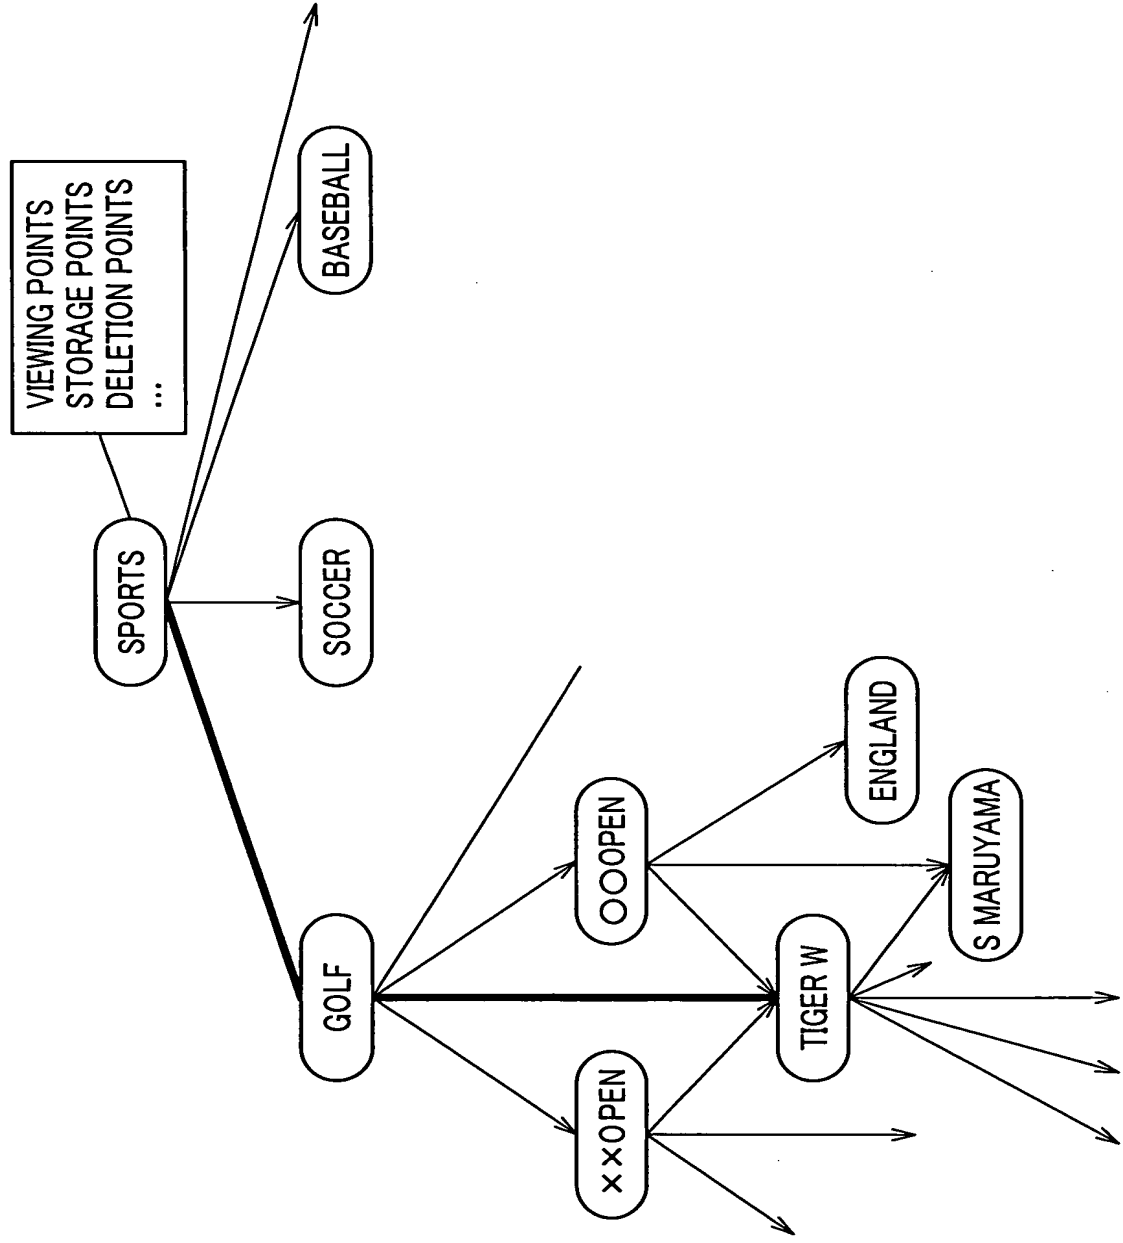 VIEWING POINTS
STORAGE POINTS
DELETION POINTS
...
SPORTS
GOLF
SOCCER
BASEBALL
××OPEN
○○OPEN
TIGER W
ENGLAND
S MARUYAMA